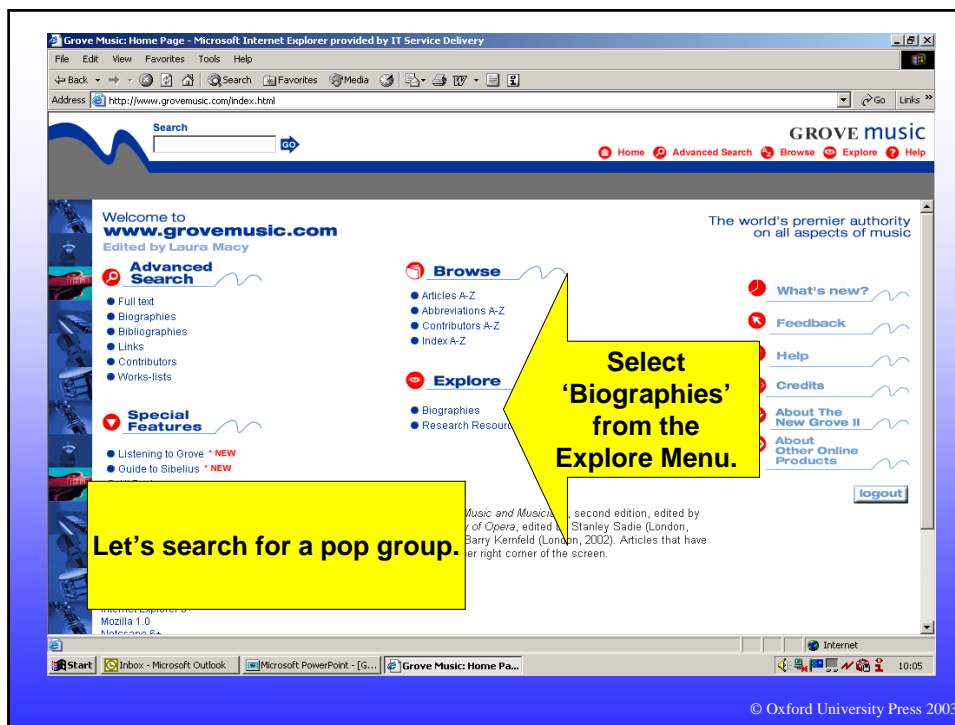 Grove Music: Home Page - Microsoft Internet Explorer provided by IT Service Delivery
File Edit View Favorites Tools Help
Back Search Favorites Media
Address http://www.grovemusic.com/index.html Go Links »
Search
GO
GROVE music
Home Advanced Search Browse Explore Help
Welcome to
www.grovemusic.com
Edited by Laura Macy
The world's premier authority
on all aspects of music
Advanced
Search
Full text
Biographies
Bibliographies
Links
Contributors
Works-lists
Special
Features
Listening to Grove * NEW
Guide to Sibelius * NEW
Browse
Articles A-Z
Abbreviations A-Z
Contributors A-Z
Index A-Z
Explore
Biographies
Research
What's new?
Feedback
Help
Credits
About The
New Grove II
About
Other Online
Products
logout
Select
‘Biographies’
from the
Explore Menu.
Let’s search for a pop group.
Music and second edition, edited by
of Opera, edited Stanley Sadie (London,
Barry Kernfeld (London, 2002). Articles that have
right corner of the screen.
Mozilla 1.0
Internet
Start Inbox - Microsoft Outlook Microsoft PowerPoint - [G... Grove Music: Home Pa... 10:05
© Oxford University Press 2003